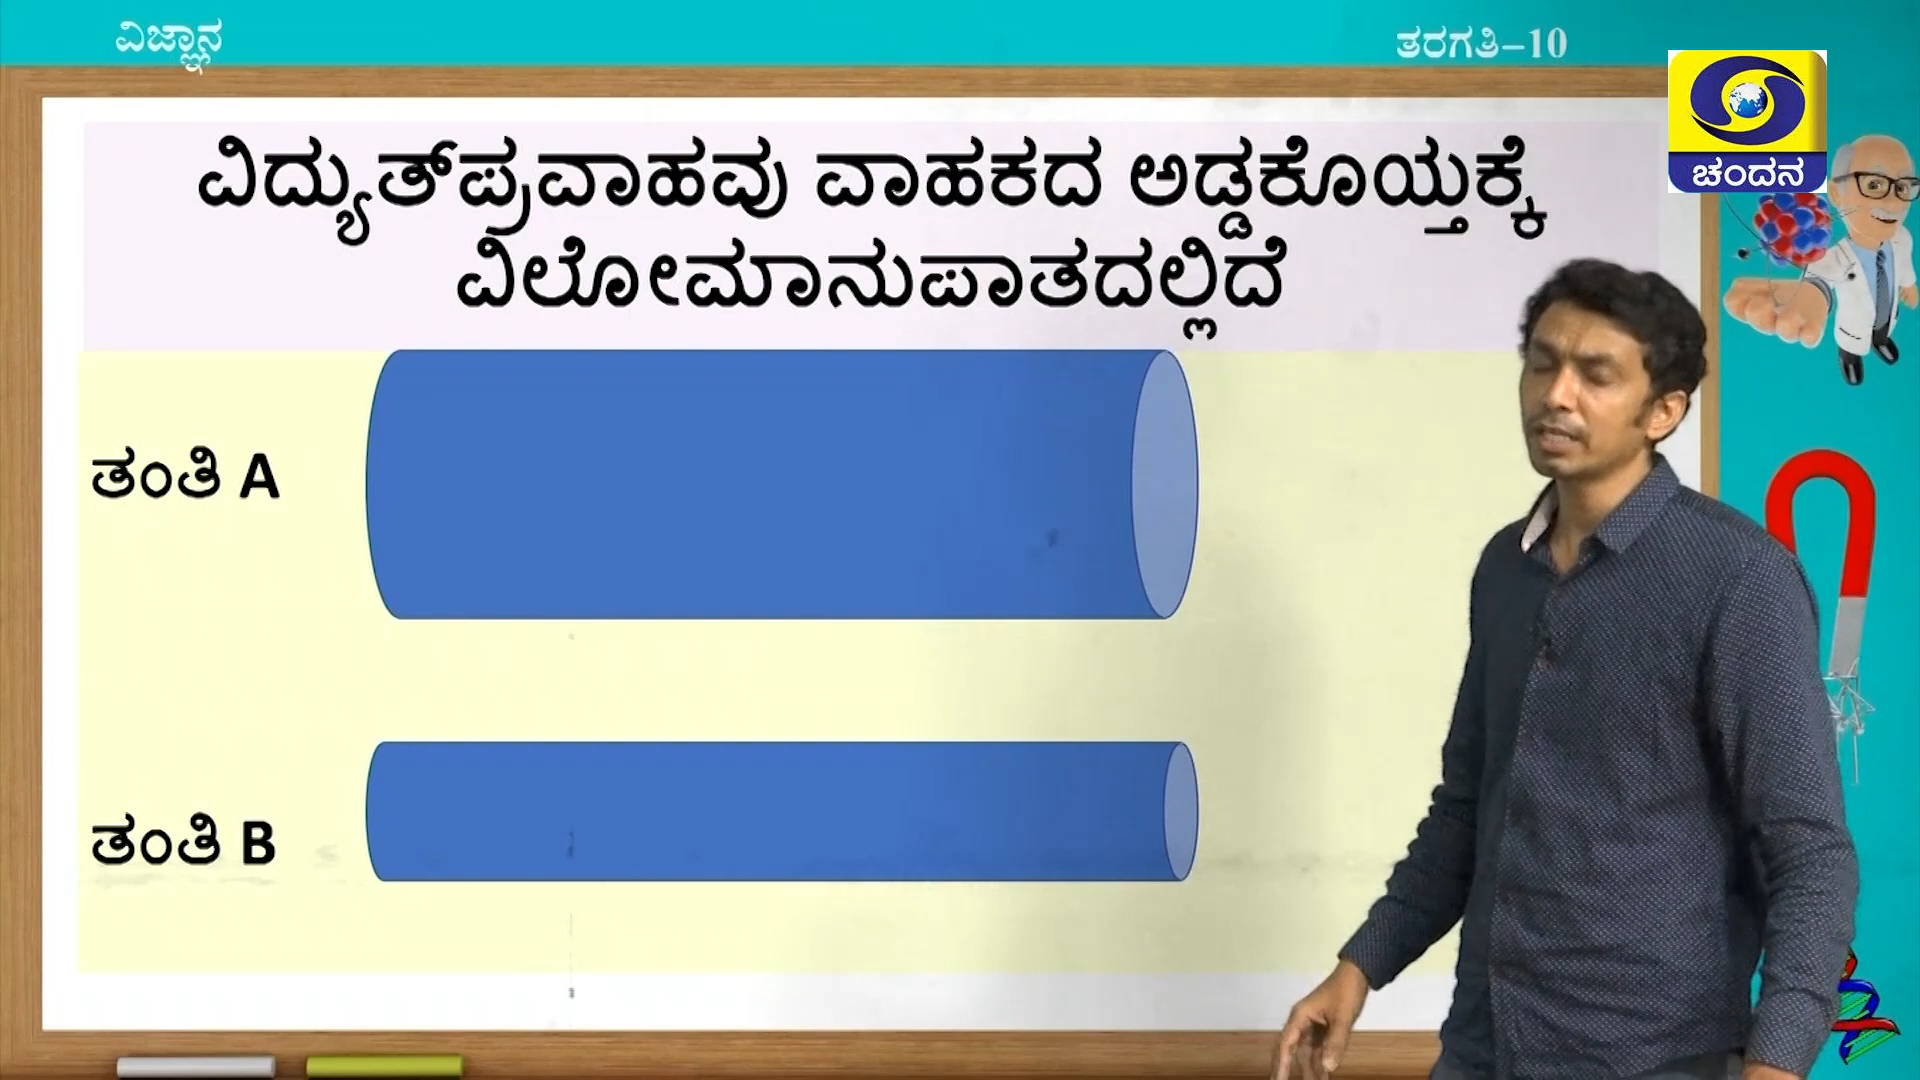 ವಿಜ್ಞಾನ
ತರಗತಿ–10
ಚಂದನ
ವಿದ್ಯುತ್‌ಪ್ರವಾಹವು ವಾಹಕದ ಅಡ್ಡಕೊಯ್ತಕ್ಕೆ
ವಿಲೋಮಾನುಪಾತದಲ್ಲಿದೆ
ತಂತಿ A
ತಂತಿ B